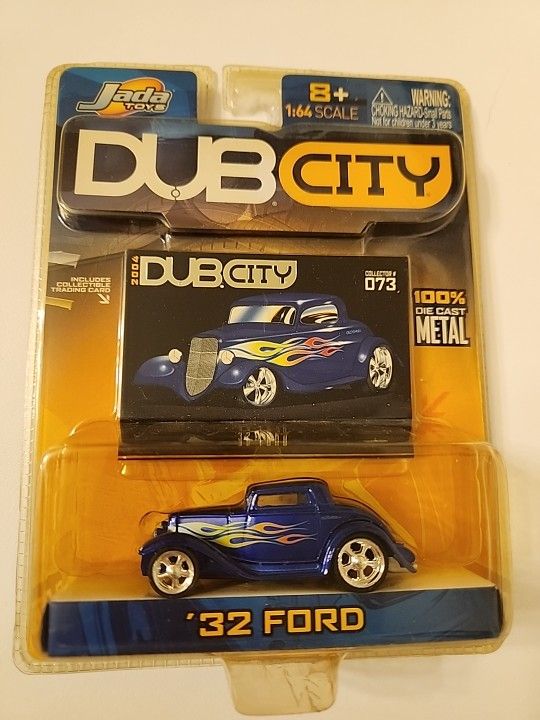 Jada
TOYS
8+
1:64 SCALE
WARNING:
CHOKING HAZARD-Small Parts
Not for children under 3 years
DUB CITY
INCLUDES
COLLECTIBLE
TRADING CARD
2004
DUB CITY
COLLECTOR #
073
100%
DIE CAST
METAL
'32 FORD